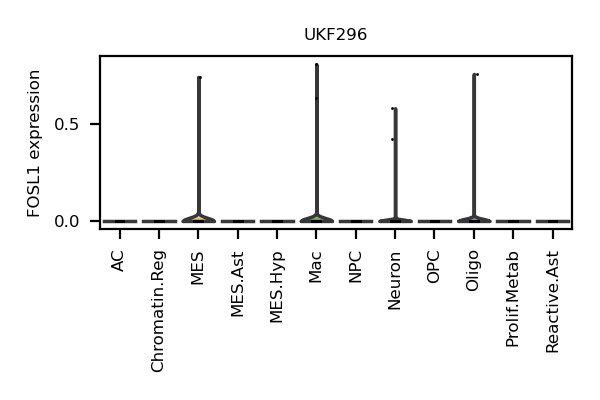 UKF296
FOSL1 expression
0.5
0.0
AC
Chromatin.Reg
MES
MES.Ast
MES.Hyp
Mac
NPC
Neuron
OPC
Oligo
Prolif.Metab
Reactive.Ast